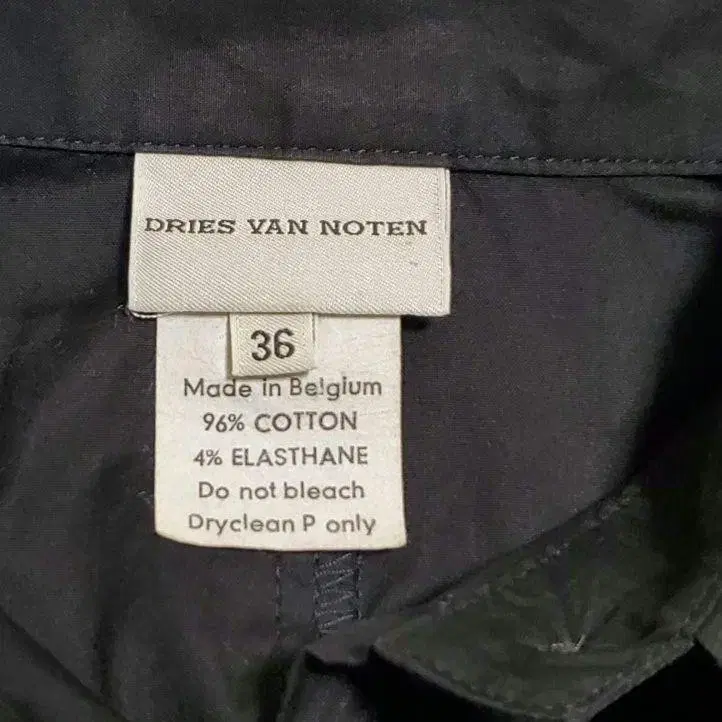 DRIES VAN NOTEN
36
Made in Belgium
96% COTTON
4% ELASTHANE
Do not bleach
Dryclean P only